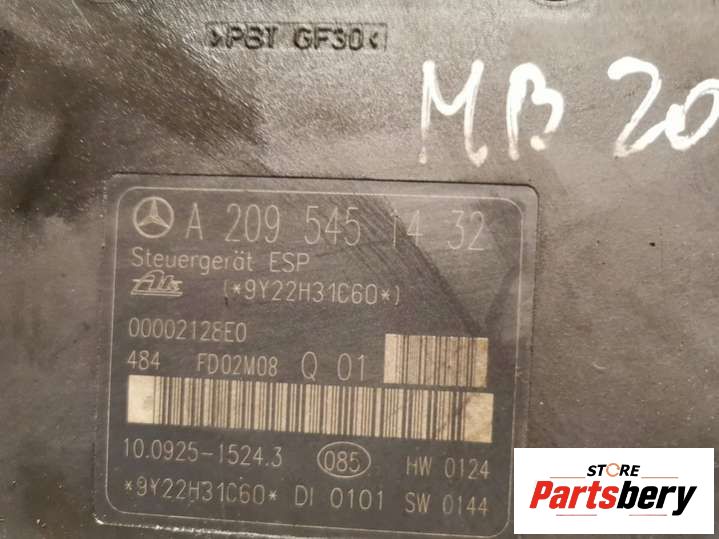 >PBT GF30<
MB 20
A 209 545 14 32
Steuergerät ESP
Ate (*9Y22H31C60*)
00002128E0
484 FD02M08 Q 01
10.0925-1524.3 085 HW 0124
*9Y22H31C60* DI 0101 SW 0144
STORE
Partsbery